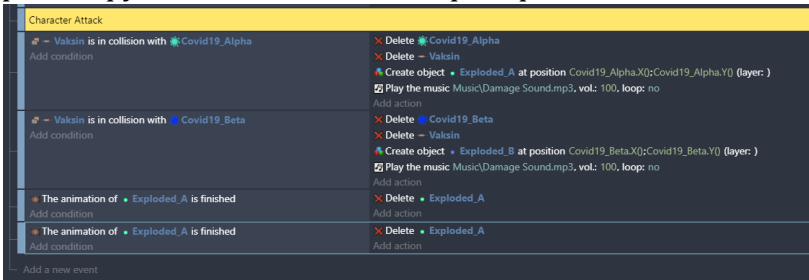 Character Attack
Vaksin is in collision with Covid19_Alpha
Add condition
Delete Covid19_Alpha
Delete Vaksin
Create object Exploded_A at position Covid19_Alpha.X();Covid19_Alpha.Y() (layer: )
Play the music Music\Damage Sound.mp3, vol.: 100, loop: no
Add action
Vaksin is in collision with Covid19_Beta
Add condition
Delete Covid19_Beta
Delete Vaksin
Create object Exploded_B at position Covid19_Beta.X();Covid19_Beta.Y() (layer: )
Play the music Music\Damage Sound.mp3, vol.: 100, loop: no
Add action
The animation of Exploded_A is finished
Add condition
Delete Exploded_A
Add action
The animation of Exploded_A is finished
Add condition
Delete Exploded_A
Add action
Add a new event